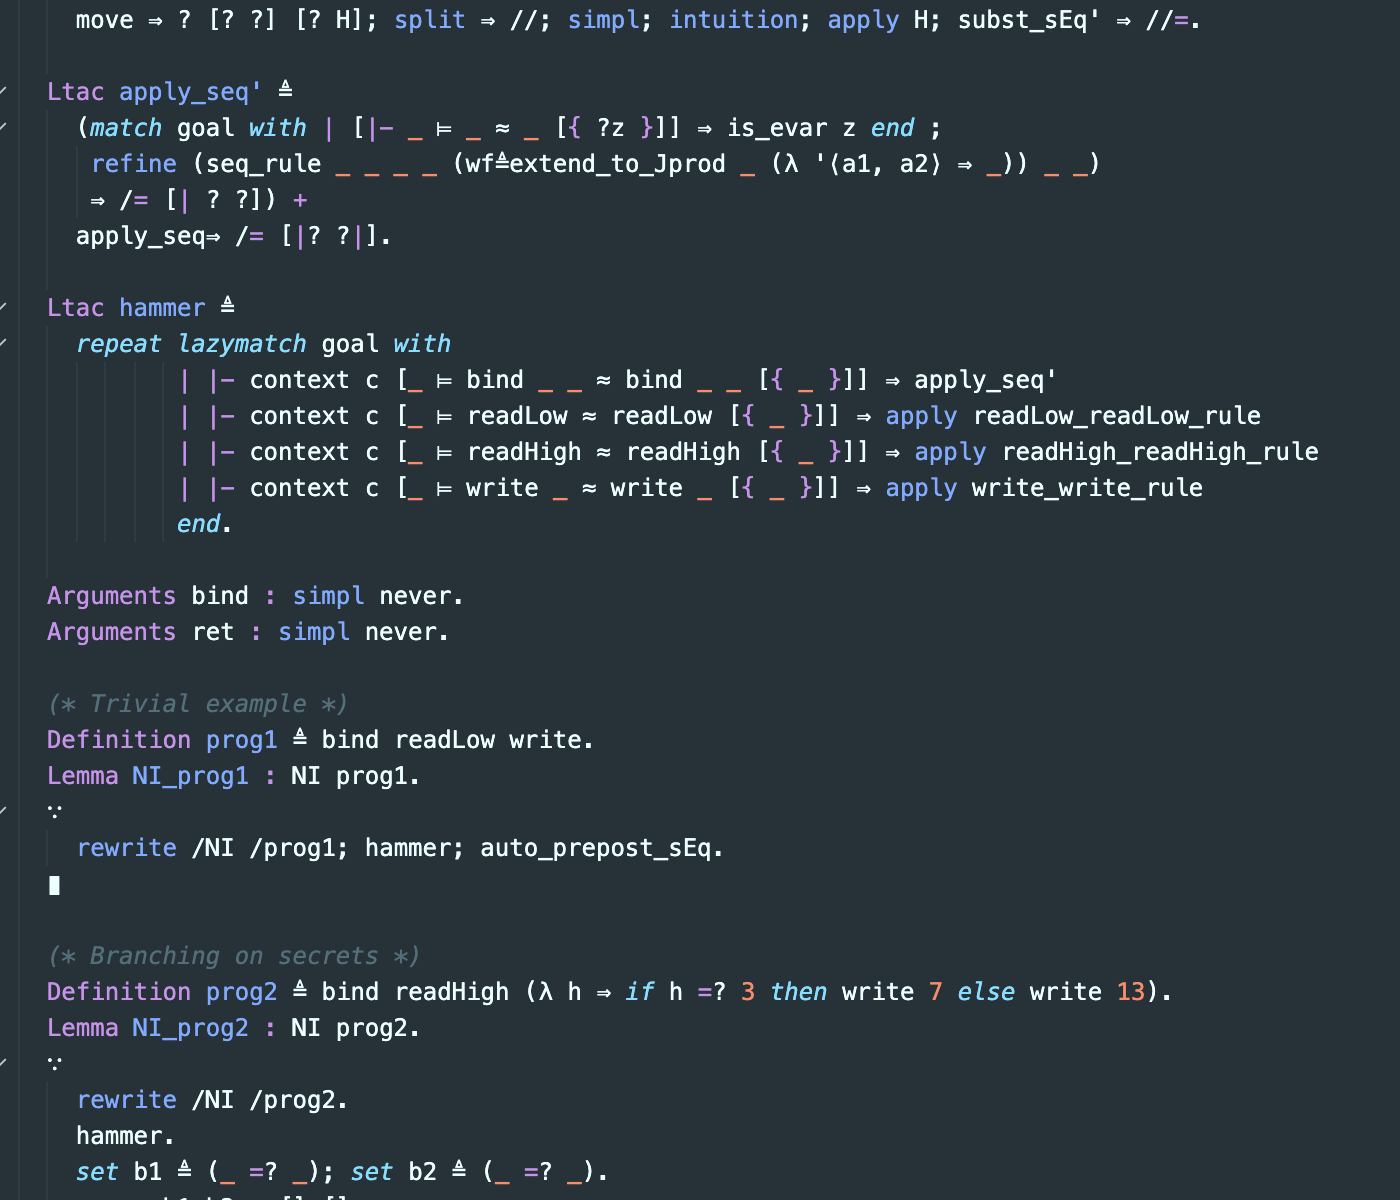 move ⇒ ? [? ?] [? H]; split ⇒ //; simpl; intuition; apply H; subst_sEq' ⇒ //=.
Ltac apply_seq' ≜
(match goal with | [|− _ ⊨ _ ≈ _ [{ ?z }]] ⇒ is_evar z end ;
refine (seq_rule _ _ _ _ (wf≜extend_to_Jprod _ (λ '⟨a1, a2⟩ ⇒ _)) _ _)
⇒ /= [| ? ?]) +
apply_seq⇒ /= [|? ?|].
Ltac hammer ≜
repeat lazymatch goal with
| |− context c [_ ⊨ bind _ _ ≈ bind _ _ [{ _ }]] ⇒ apply_seq'
| |− context c [_ ⊨ readLow ≈ readLow [{ _ }]] ⇒ apply readLow_readLow_rule
| |− context c [_ ⊨ readHigh ≈ readHigh [{ _ }]] ⇒ apply readHigh_readHigh_rule
| |− context c [_ ⊨ write _ ≈ write _ [{ _ }]] ⇒ apply write_write_rule
end.
Arguments bind : simpl never.
Arguments ret : simpl never.
(* Trivial example *)
Definition prog1 ≜ bind readLow write.
Lemma NI_prog1 : NI prog1.
∵
rewrite /NI /prog1; hammer; auto_prepost_sEq.
∎
(* Branching on secrets *)
Definition prog2 ≜ bind readHigh (λ h ⇒ if h =? 3 then write 7 else write 13).
Lemma NI_prog2 : NI prog2.
∵
rewrite /NI /prog2.
hammer.
set b1 ≜ (_ =? _); set b2 ≜ (_ =? _).